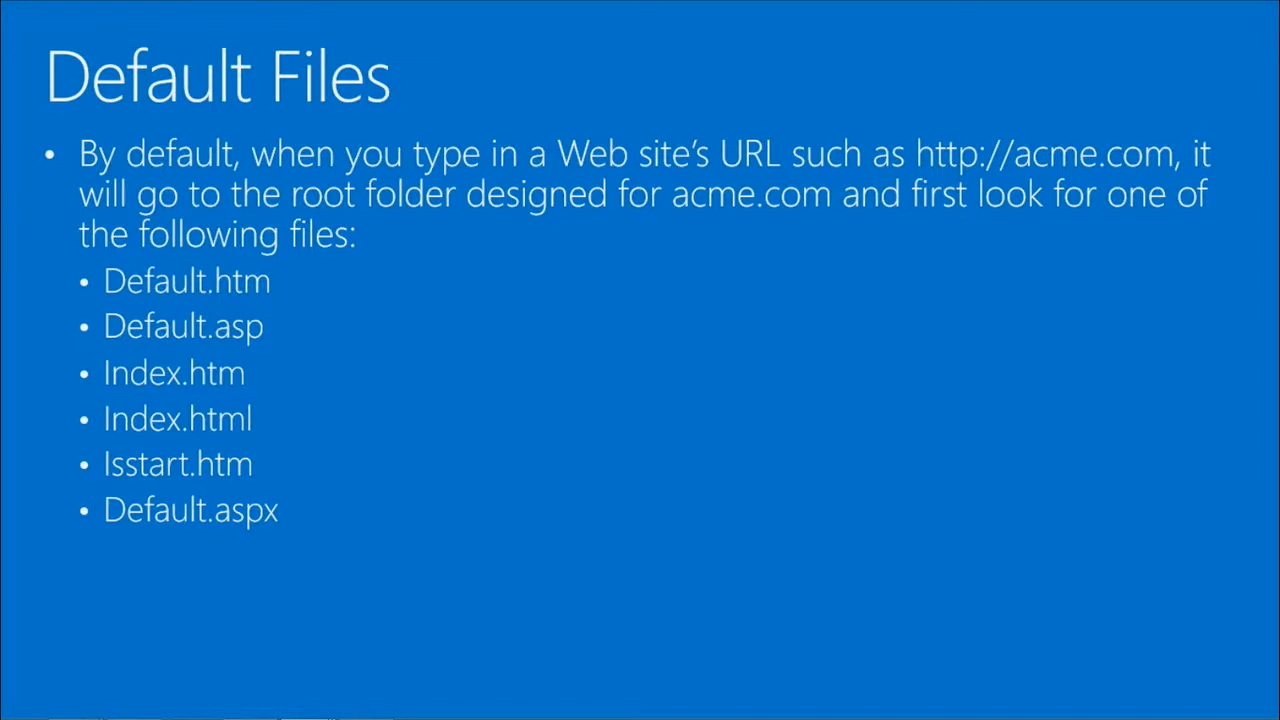 Default Files
• By default, when you type in a Web site’s URL such as http://acme.com, it
will go to the root folder designed for acme.com and first look for one of
the following files:
• Default.htm
• Default.asp
• Index.htm
• Index.html
• Isstart.htm
• Default.aspx